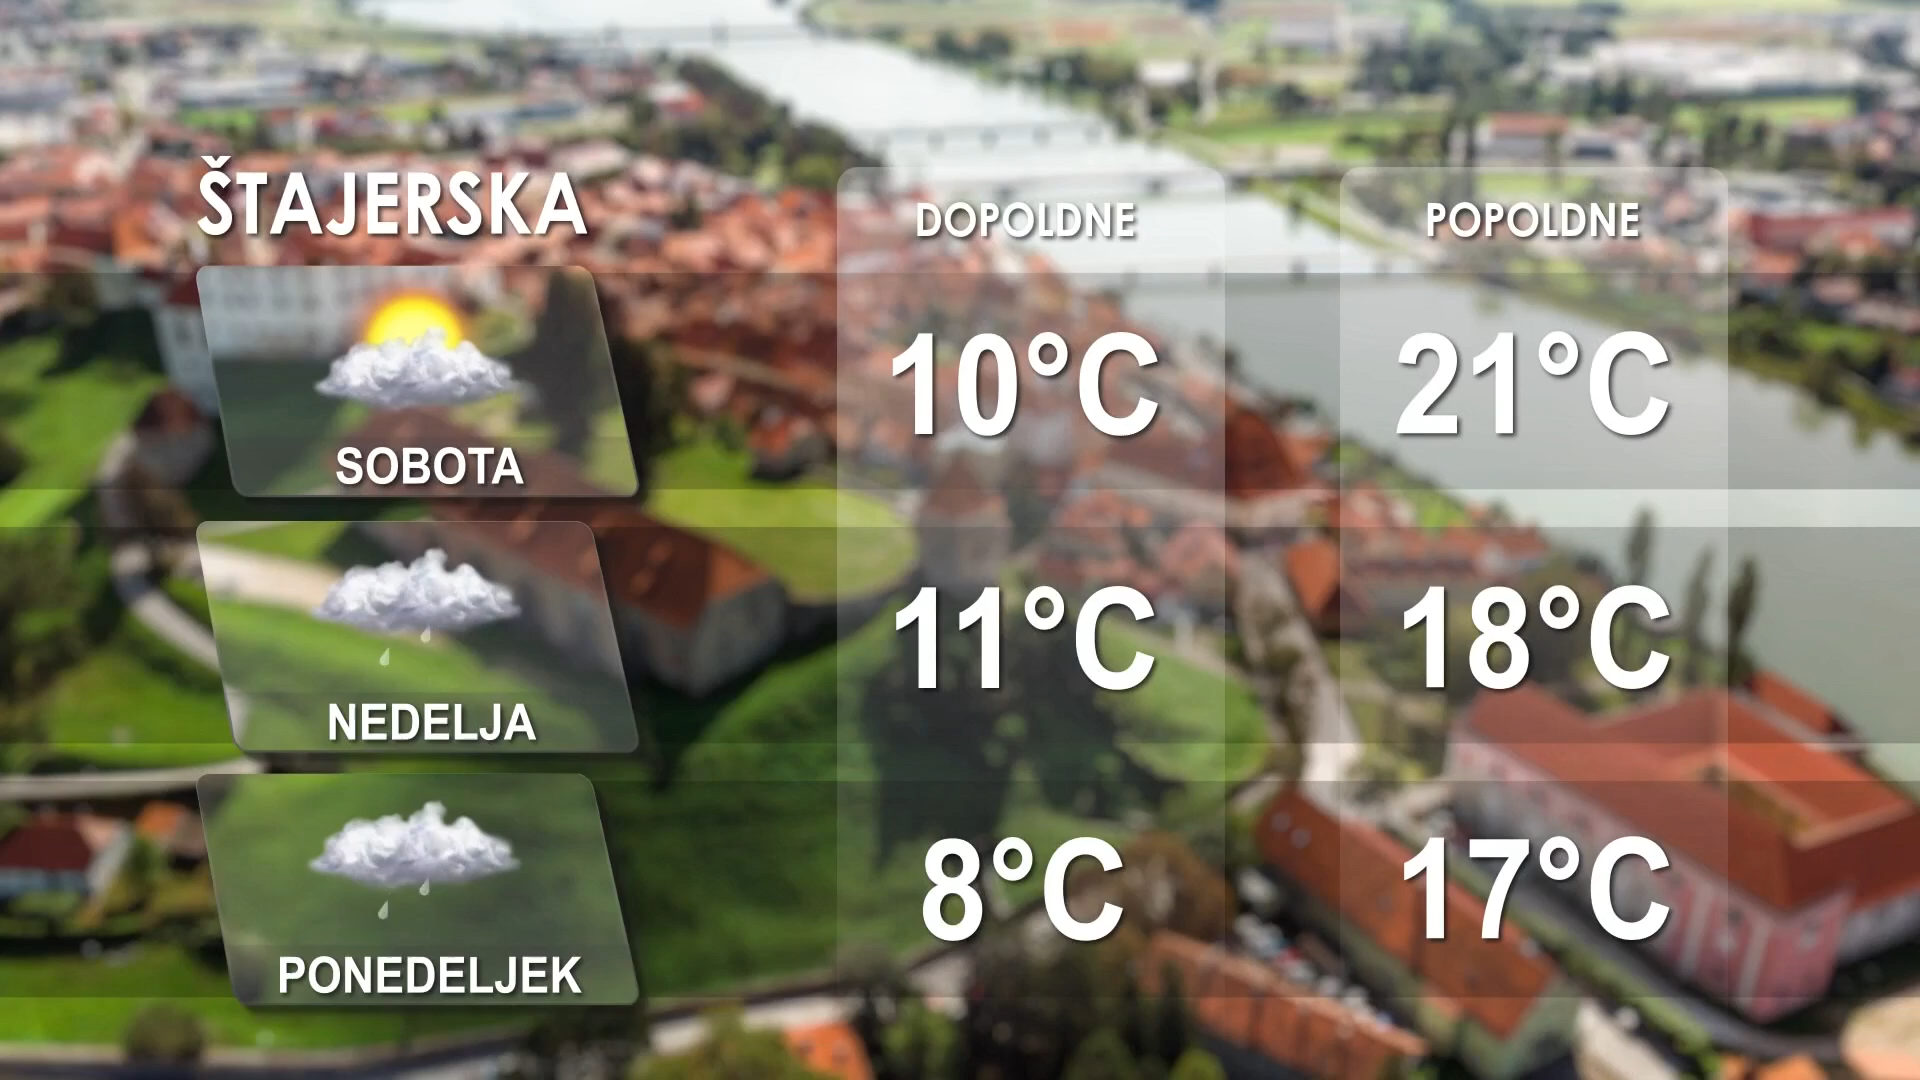 ŠTAJERSKA
DOPOLDNE
POPOLDNE
SOBOTA
10°C
21°C
NEDELJA
11°C
18°C
PONEDELJEK
8°C
17°C